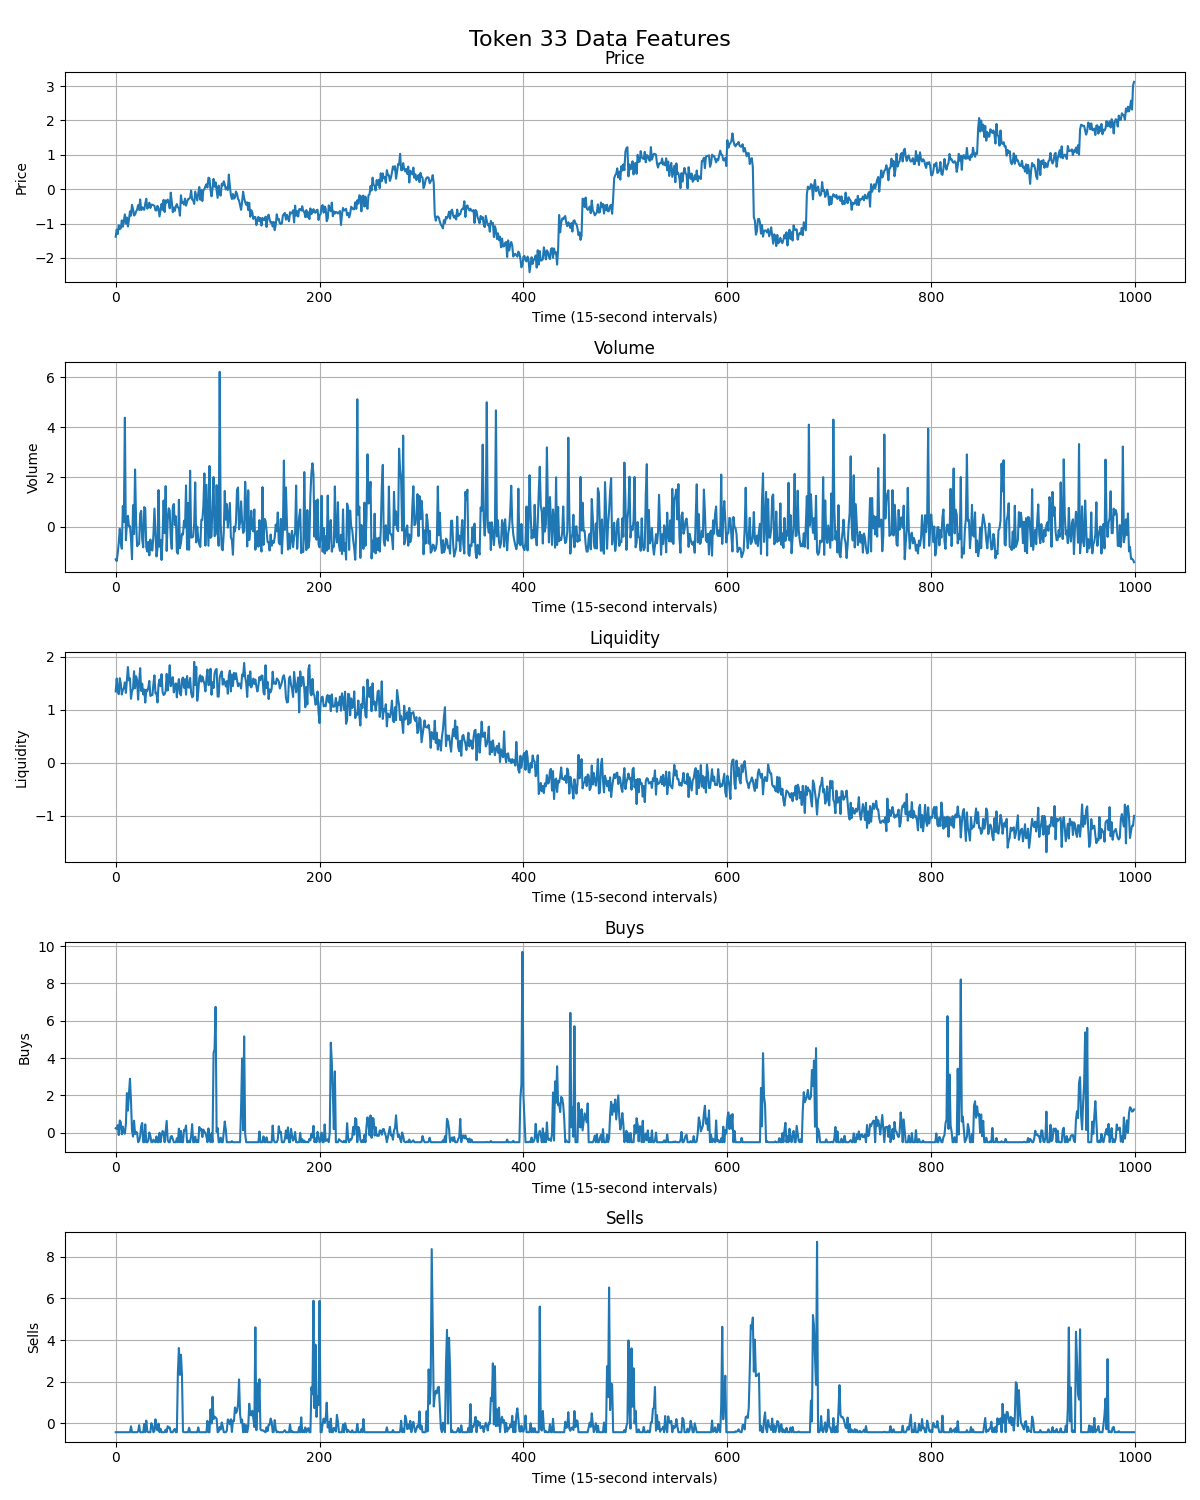 Token 33 Data Features
Price
3
2
1
0
−1
−2
Price
0 200 400 600 800 1000
Time (15-second intervals)
Volume
6
4
2
0
Volume
0 200 400 600 800 1000
Time (15-second intervals)
Liquidity
2
1
0
−1
Liquidity
0 200 400 600 800 1000
Time (15-second intervals)
Buys
10
8
6
4
2
0
Buys
0 200 400 600 800 1000
Time (15-second intervals)
Sells
8
6
4
2
0
Sells
0 200 400 600 800 1000
Time (15-second intervals)